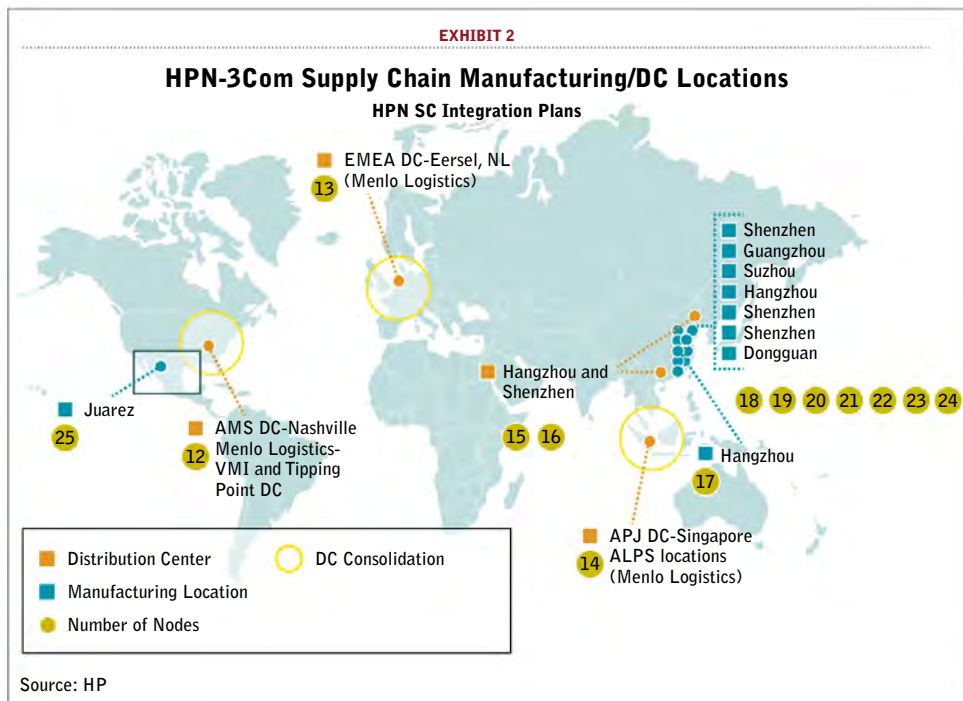 EXHIBIT 2
HPN-3Com Supply Chain Manufacturing/DC Locations
HPN SC Integration Plans
EMEA DC-Eersel, NL
(Menlo Logistics)
13
Shenzhen
Guangzhou
Suzhou
Hangzhou
Shenzhen
Shenzhen
Dongguan
18 19 20 21 22 23 24
Hangzhou and
Shenzhen
15 16
Juarez
25
AMS DC-Nashville
Menlo Logistics-
VMI and Tipping
Point DC
12
Hangzhou
17
APJ DC-Singapore
ALPS locations
(Menlo Logistics)
14
Distribution Center
DC Consolidation
Manufacturing Location
Number of Nodes
Source: HP